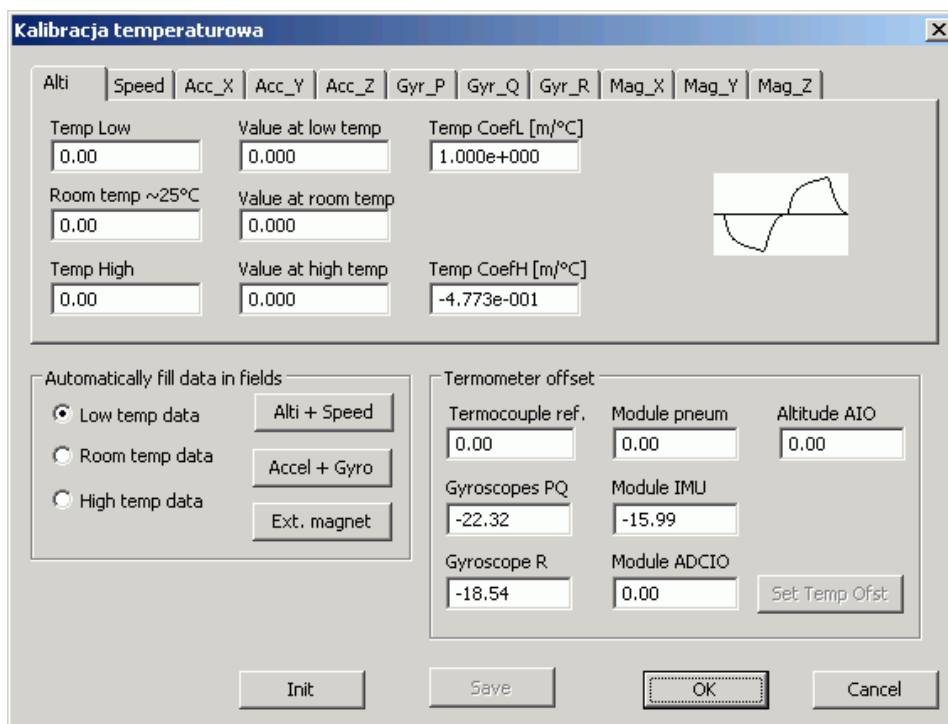 Kalibracja temperaturowa
Alti Speed Acc_X Acc_Y Acc_Z Gyr_P Gyr_Q Gyr_R Mag_X Mag_Y Mag_Z
Temp Low Value at low temp Temp CoefL [m/°C]
0.00 0.000 1.000e+000
Room temp ~25°C Value at room temp
0.00 0.000
Temp High Value at high temp Temp CoefH [m/°C]
0.00 0.000 -4.773e-001
Automatically fill data in fields
Low temp data Alti + Speed
Room temp data Accel + Gyro
High temp data Ext. magnet
Termometer offset
Termocouple ref. Module pneum Altitude AIO
0.00 0.00 0.00
Gyroscopes PQ Module IMU
-22.32 -15.99
Gyroscope R Module ADCIO
-18.54 0.00 Set Temp Ofst
Init Save OK Cancel